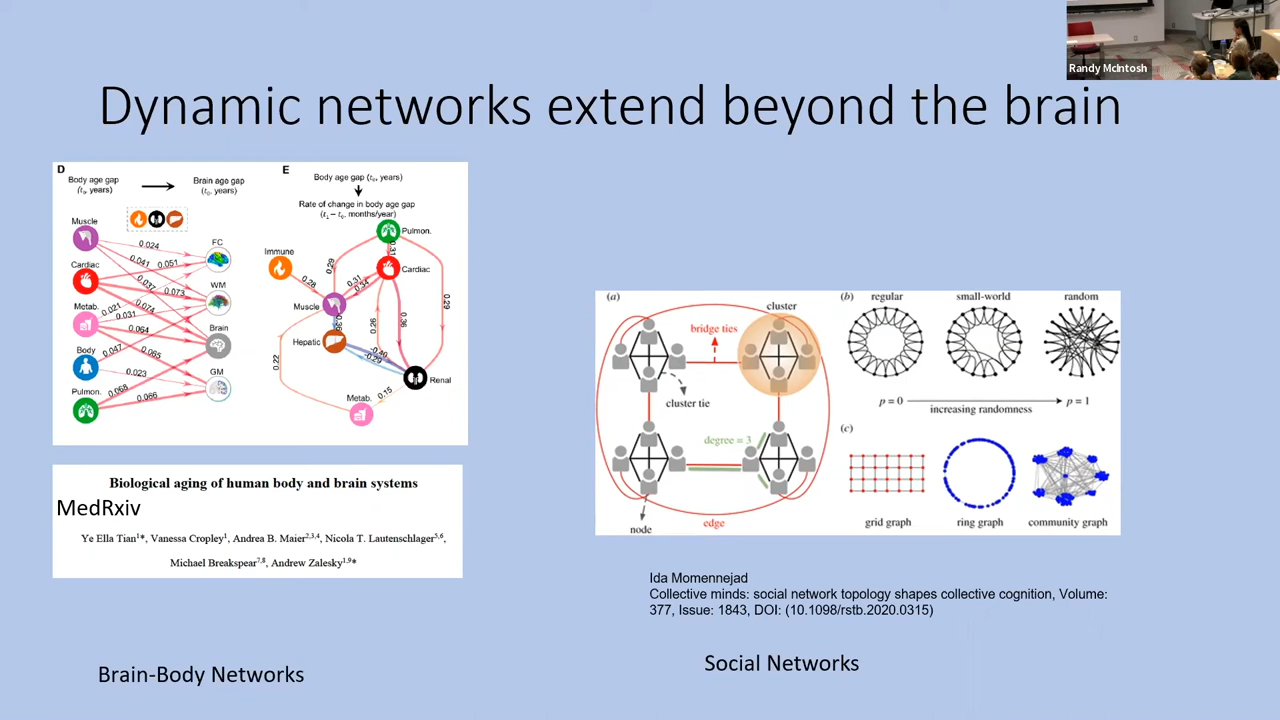 Randy McIntosh
Dynamic networks extend beyond the brain
D
Body age gap
(t₀, years)
Brain age gap
(t₀, years)
Muscle
Cardiac
Metab.
Body
Pulmon.
FC
WM
Brain
GM
0.024
0.041
0.051
0.037
0.073
0.021
0.074
0.031
0.064
0.047
0.065
0.023
0.068
0.066
E
Body age gap (t₀, years)
Rate of change in body age gap
(t₁ − t₀, months/year)
Pulmon.
Immune
Cardiac
Muscle
Hepatic
Renal
Metab.
0.31
0.29
0.28
0.31
0.34
0.29
0.26
0.36
0.22
0.15
Biological aging of human body and brain systems
MedRxiv
Ye Ella Tian¹*, Vanessa Cropley¹, Andrea B. Maier²,³,⁴, Nicola T. Lautenschlager⁵,⁶,
Michael Breakspear⁷,⁸, Andrew Zalesky¹,⁹*
Brain-Body Networks
(a)
cluster
bridge ties
cluster tie
degree = 3
node
edge
(b)
regular
small-world
random
p = 0
increasing randomness
p = 1
(c)
grid graph
ring graph
community graph
Ida Momennejad
Collective minds: social network topology shapes collective cognition, Volume:
377, Issue: 1843, DOI: (10.1098/rstb.2020.0315)
Social Networks